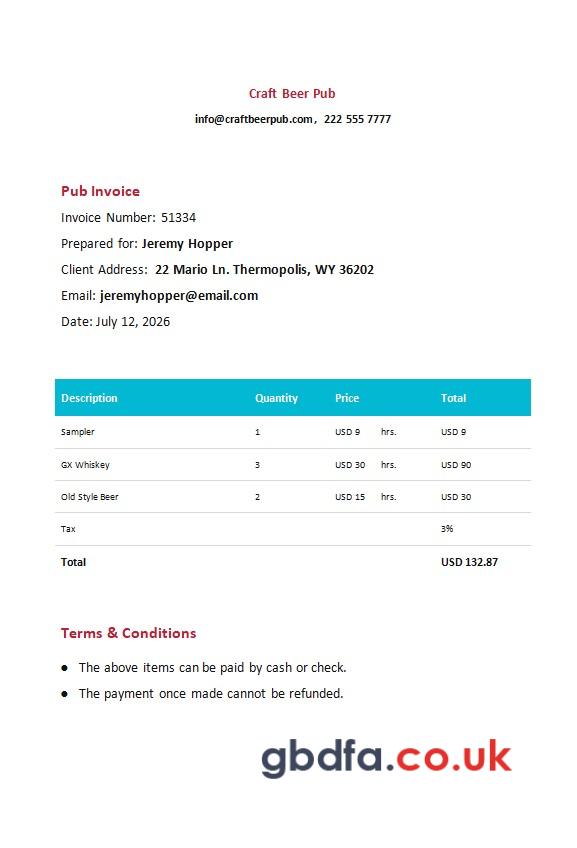 Craft Beer Pub
info@craftbeerpub.com, 222 555 7777
Pub Invoice
Invoice Number: 51334
Prepared for: Jeremy Hopper
Client Address: 22 Mario Ln. Thermopolis, WY 36202
Email: jeremyhopper@email.com
Date: July 12, 2026
Description Quantity Price Total
Sampler 1 USD 9 hrs. USD 9
GX Whiskey 3 USD 30 hrs. USD 90
Old Style Beer 2 USD 15 hrs. USD 30
Tax 3%
Total USD 132.87
Terms & Conditions
● The above items can be paid by cash or check.
● The payment once made cannot be refunded.
gbdfa.co.uk